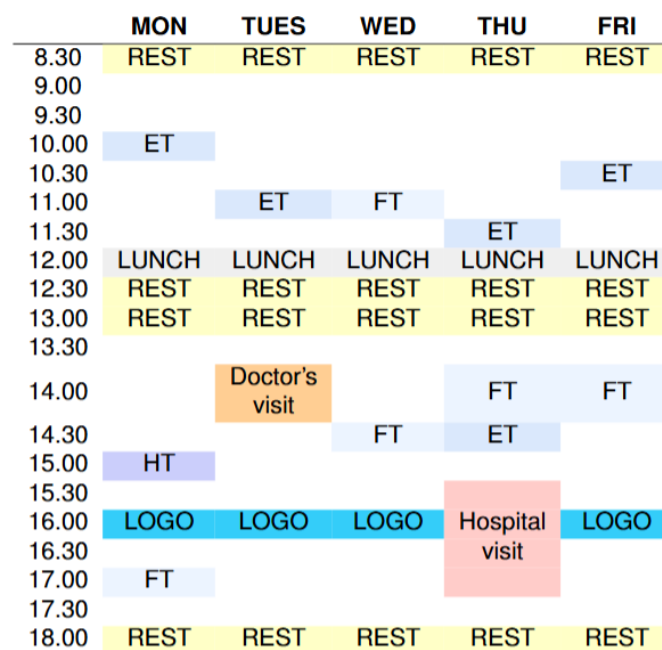 MON TUES WED THU FRI
8.30 REST REST REST REST REST
9.00
9.30
10.00 ET
10.30 ET
11.00 ET FT
11.30 ET
12.00 LUNCH LUNCH LUNCH LUNCH LUNCH
12.30 REST REST REST REST REST
13.00 REST REST REST REST REST
13.30
14.00 Doctor's visit FT FT
14.30 FT ET
15.00 HT
15.30
16.00 LOGO LOGO LOGO Hospital LOGO
16.30 visit
17.00 FT
17.30
18.00 REST REST REST REST REST